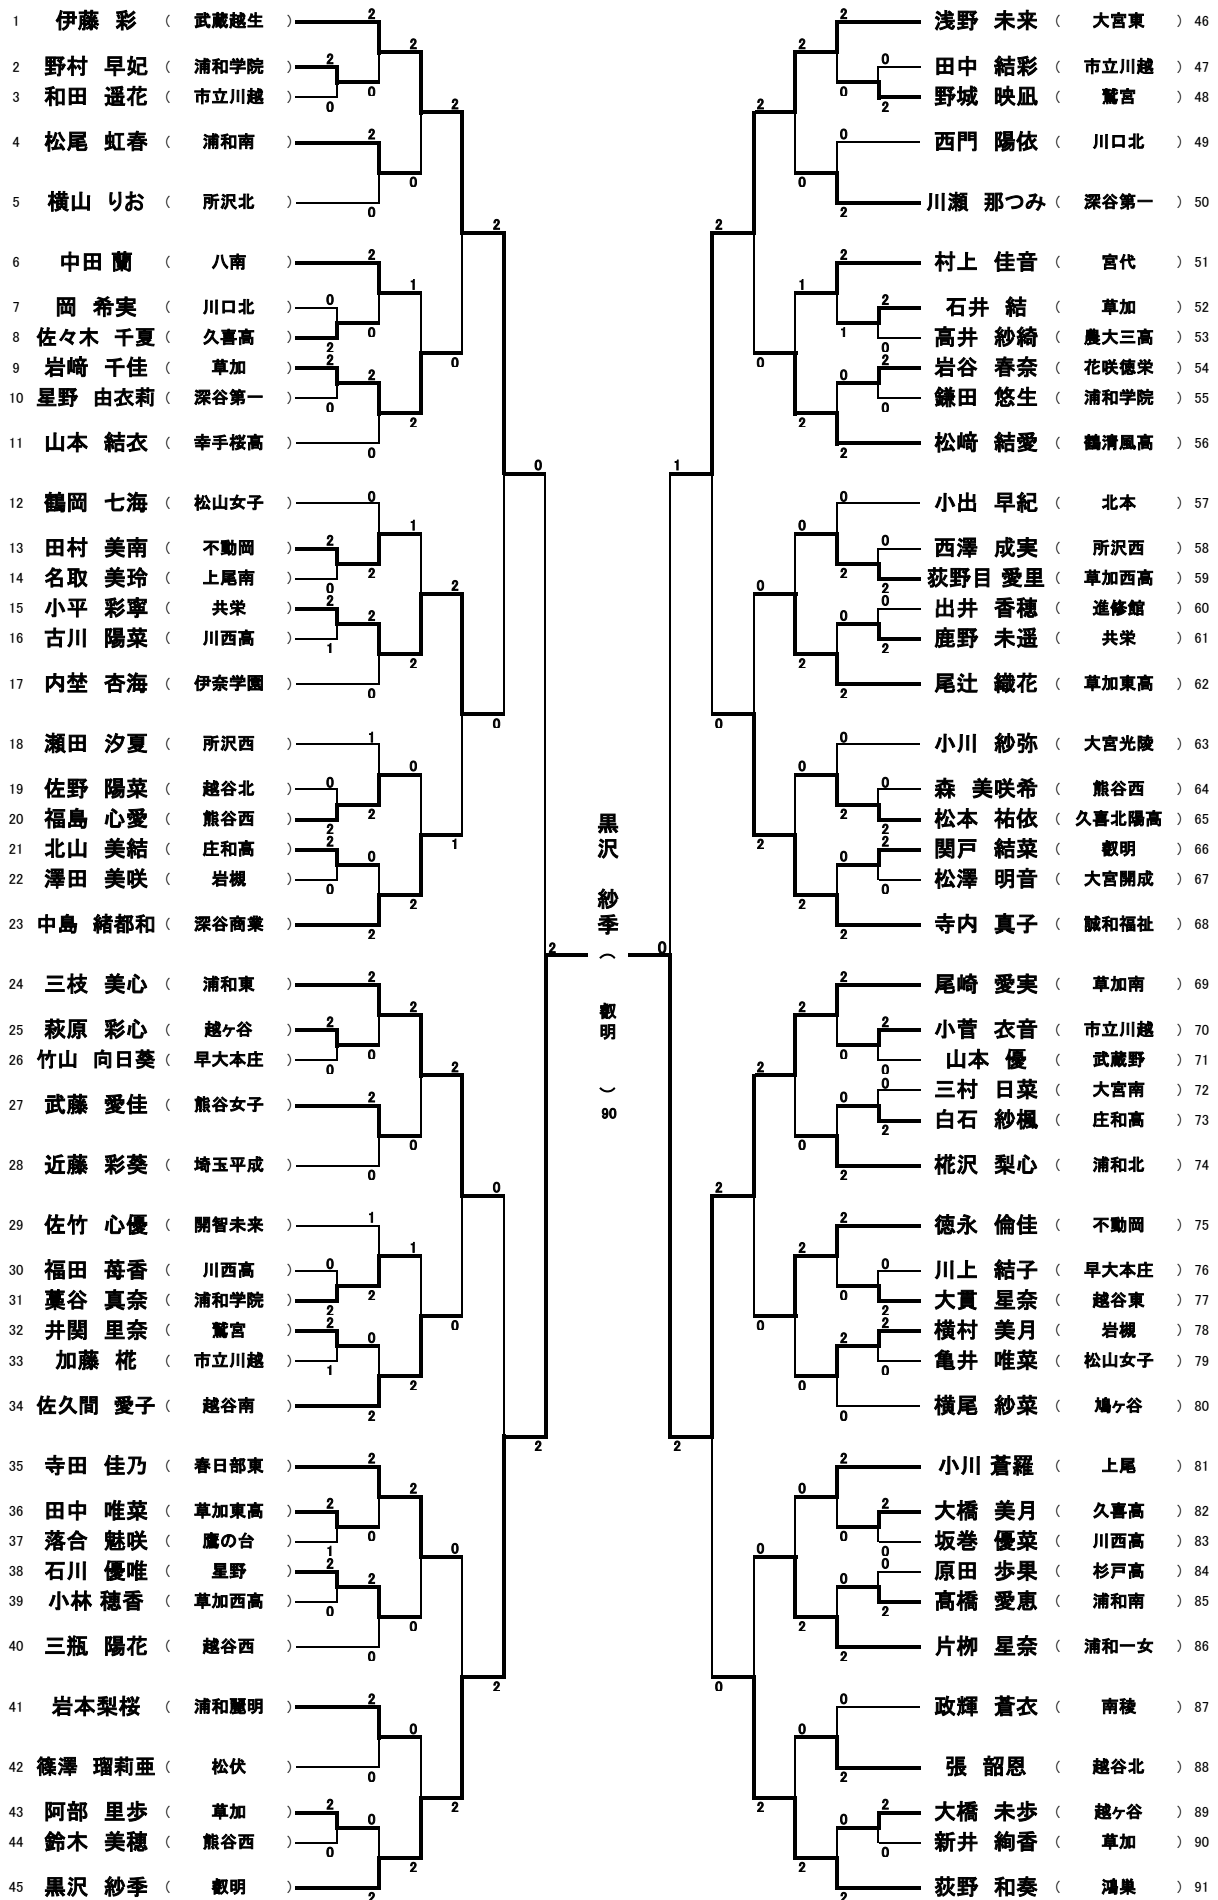 1 伊藤 彩 （ 武蔵越生 ）
2 野村 早妃 （ 浦和学院 ）
3 和田 遥花 （ 市立川越 ）
4 松尾 虹春 （ 浦和南 ）
5 横山 りお （ 所沢北 ）
6 中田 蘭 （ 八南 ）
7 岡 希実 （ 川口北 ）
8 佐々木 千夏 （ 久喜高 ）
9 岩﨑 千佳 （ 草加 ）
10 星野 由衣莉 （ 深谷第一 ）
11 山本 結衣 （ 幸手桜高 ）
12 鶴岡 七海 （ 松山女子 ）
13 田村 美南 （ 不動岡 ）
14 名取 美玲 （ 上尾南 ）
15 小平 彩寧 （ 共栄 ）
16 古川 陽菜 （ 川西高 ）
17 内埜 杏海 （ 伊奈学園 ）
18 瀬田 汐夏 （ 所沢西 ）
19 佐野 陽菜 （ 越谷北 ）
20 福島 心愛 （ 熊谷西 ）
21 北山 美結 （ 庄和高 ）
22 澤田 美咲 （ 岩槻 ）
23 中島 緒都和 （ 深谷商業 ）
24 三枝 美心 （ 浦和東 ）
25 萩原 彩心 （ 越ヶ谷 ）
26 竹山 向日葵 （ 早大本庄 ）
27 武藤 愛佳 （ 熊谷女子 ）
28 近藤 彩葵 （ 埼玉平成 ）
29 佐竹 心優 （ 開智未来 ）
30 福田 苺香 （ 川西高 ）
31 藁谷 真奈 （ 浦和学院 ）
32 井関 里奈 （ 鷲宮 ）
33 加藤 椛 （ 市立川越 ）
34 佐久間 愛子 （ 越谷南 ）
35 寺田 佳乃 （ 春日部東 ）
36 田中 唯菜 （ 草加東高 ）
37 落合 魅咲 （ 鷹の台 ）
38 石川 優唯 （ 星野 ）
39 小林 穂香 （ 草加西高 ）
40 三瓶 陽花 （ 越谷西 ）
41 岩本梨桜 （ 浦和麗明 ）
42 篠澤 瑠莉亜 （ 松伏 ）
43 阿部 里歩 （ 草加 ）
44 鈴木 美穂 （ 熊谷西 ）
45 黒沢 紗季 （ 叡明 ）
黒沢 紗季 （ 叡明 ） 90
浅野 未来 （ 大宮東 ） 46
田中 結彩 （ 市立川越 ） 47
野城 映凪 （ 鷲宮 ） 48
西門 陽依 （ 川口北 ） 49
川瀬 那つみ （ 深谷第一 ） 50
村上 佳音 （ 宮代 ） 51
石井 結 （ 草加 ） 52
高井 紗綺 （ 農大三高 ） 53
岩谷 春奈 （ 花咲徳栄 ） 54
鎌田 悠生 （ 浦和学院 ） 55
松﨑 結愛 （ 鶴清風高 ） 56
小出 早紀 （ 北本 ） 57
西澤 成実 （ 所沢西 ） 58
荻野目 愛里 （ 草加西高 ） 59
出井 香穂 （ 進修館 ） 60
鹿野 未遥 （ 共栄 ） 61
尾辻 織花 （ 草加東高 ） 62
小川 紗弥 （ 大宮光陵 ） 63
森 美咲希 （ 熊谷西 ） 64
松本 祐依 （ 久喜北陽高 ） 65
関戸 結菜 （ 叡明 ） 66
松澤 明音 （ 大宮開成 ） 67
寺内 真子 （ 誠和福祉 ） 68
尾崎 愛実 （ 草加南 ） 69
小菅 衣音 （ 市立川越 ） 70
山本 優 （ 武蔵野 ） 71
三村 日菜 （ 大宮南 ） 72
白石 紗楓 （ 庄和高 ） 73
椛沢 梨心 （ 浦和北 ） 74
徳永 倫佳 （ 不動岡 ） 75
川上 結子 （ 早大本庄 ） 76
大貫 星奈 （ 越谷東 ） 77
横村 美月 （ 岩槻 ） 78
亀井 唯菜 （ 松山女子 ） 79
横尾 紗菜 （ 鳩ヶ谷 ） 80
小川 蒼羅 （ 上尾 ） 81
大橋 美月 （ 久喜高 ） 82
坂巻 優菜 （ 川西高 ） 83
原田 歩果 （ 杉戸高 ） 84
髙橋 愛恵 （ 浦和南 ） 85
片栁 星奈 （ 浦和一女 ） 86
政輝 蒼衣 （ 南稜 ） 87
張 韶恩 （ 越谷北 ） 88
大橋 未歩 （ 越ヶ谷 ） 89
新井 絢香 （ 草加 ） 90
荻野 和奏 （ 鴻巣 ） 91